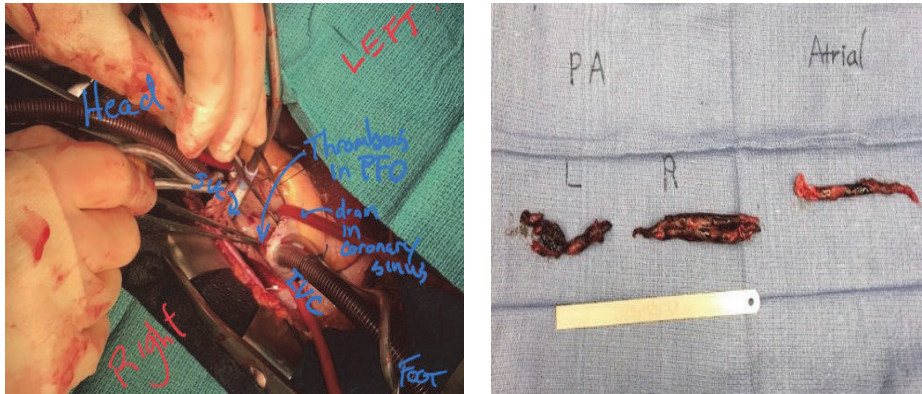 LEFT
Head
Thrombus
in PFO
SVC
drain
in
coronary
sinus
IVC
Right
FOOT
PA
Atrial
L
R